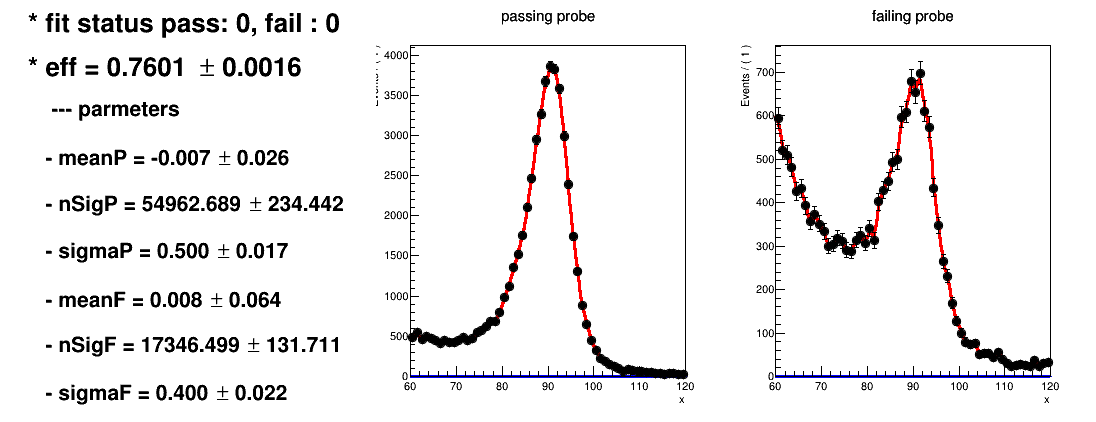 * fit status pass: 0, fail : 0
* eff = 0.7601 ± 0.0016
--- parmeters
- meanP = -0.007 ± 0.026
- nSigP = 54962.689 ± 234.442
- sigmaP = 0.500 ± 0.017
- meanF = 0.008 ± 0.064
- nSigF = 17346.499 ± 131.711
- sigmaF = 0.400 ± 0.022
passing probe
4000
3500
3000
2500
2000
1500
1000
500
0
60 70 80 90 100 110 120
x
failing probe
Events / ( 1 )
700
600
500
400
300
200
100
0
60 70 80 90 100 110 120
x